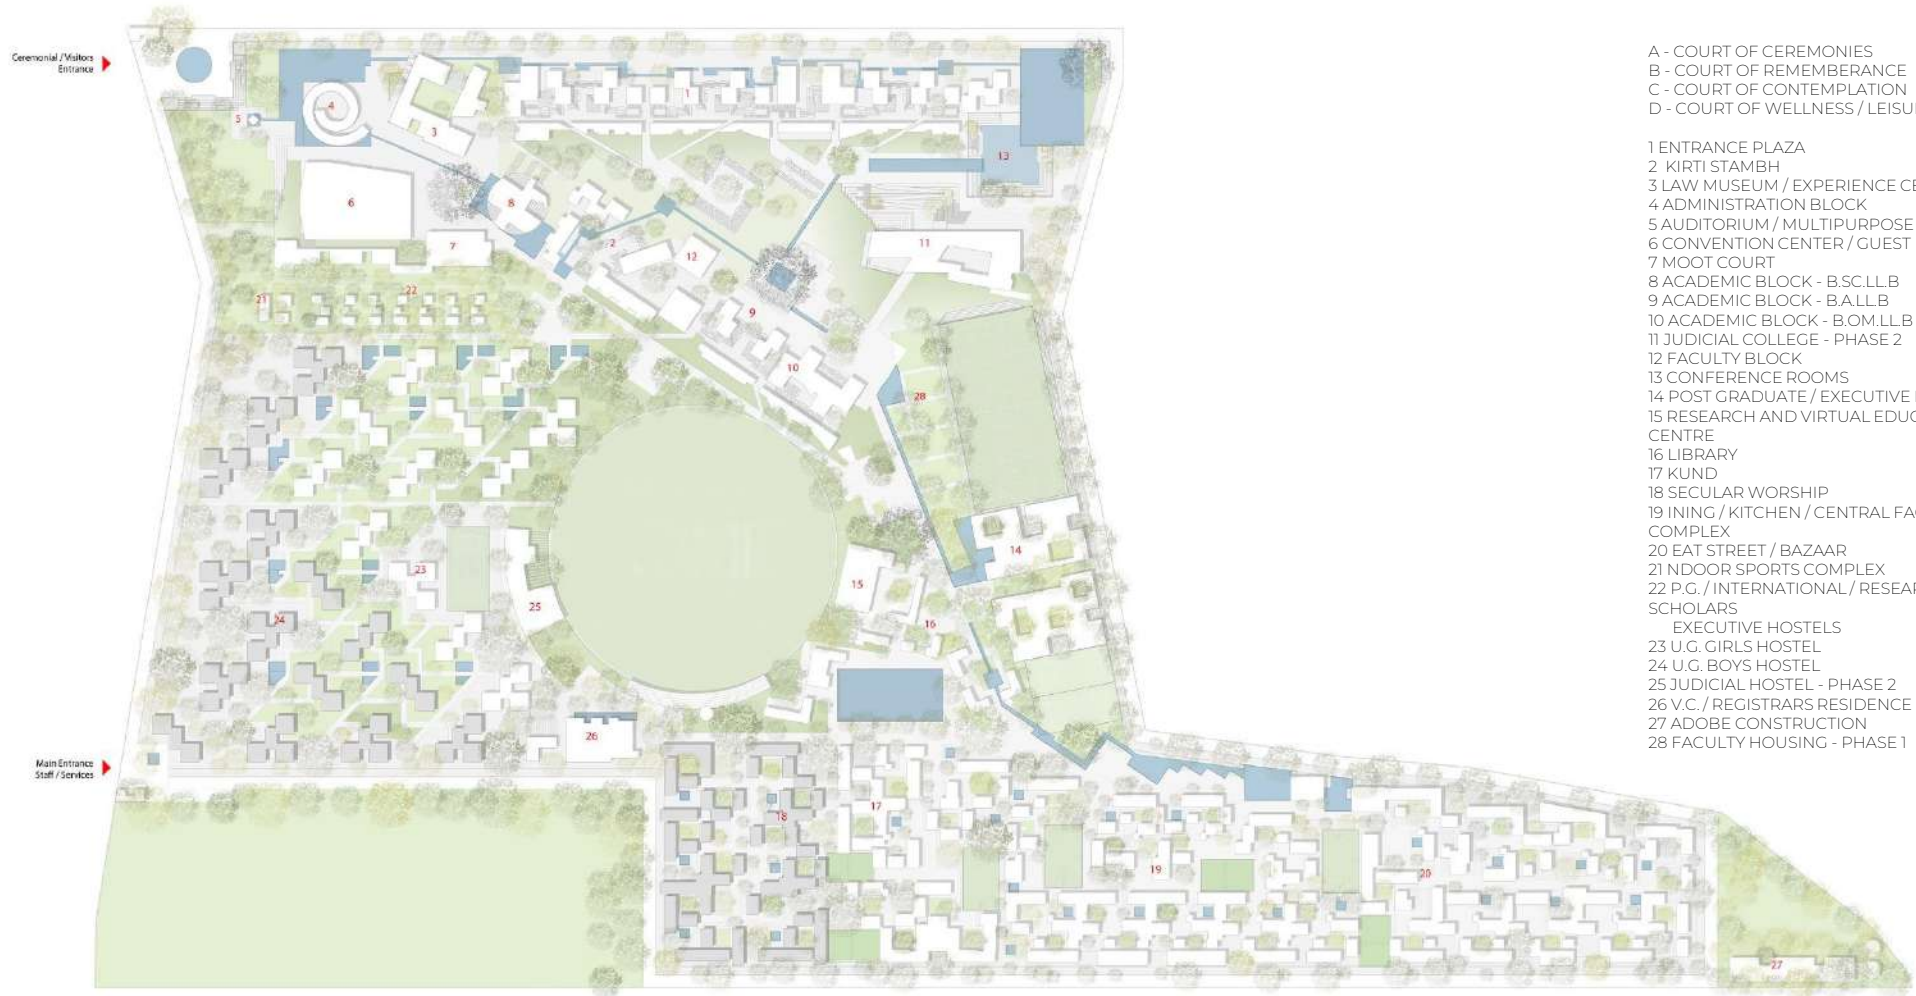 Ceremonial / Visitors
Entrance
1
4
5
3
13
6
8
7
2
12
11
21
22
9
10
28
23
14
15
25
16
24
26
Main Entrance
Staff / Services
17
18
19
20
27
A - COURT OF CEREMONIES
B - COURT OF REMEMBERANCE
C - COURT OF CONTEMPLATION
D - COURT OF WELLNESS / LEISU
1 ENTRANCE PLAZA
2 KIRTI STAMBH
3 LAW MUSEUM / EXPERIENCE CE
4 ADMINISTRATION BLOCK
5 AUDITORIUM / MULTIPURPOSE
6 CONVENTION CENTER / GUEST
7 MOOT COURT
8 ACADEMIC BLOCK - B.SC.LL.B
9 ACADEMIC BLOCK - B.A.LL.B
10 ACADEMIC BLOCK - B.OM.LL.B
11 JUDICIAL COLLEGE - PHASE 2
12 FACULTY BLOCK
13 CONFERENCE ROOMS
14 POST GRADUATE / EXECUTIVE
15 RESEARCH AND VIRTUAL EDUC
CENTRE
16 LIBRARY
17 KUND
18 SECULAR WORSHIP
19 INING / KITCHEN / CENTRAL FAC
COMPLEX
20 EAT STREET / BAZAAR
21 NDOOR SPORTS COMPLEX
22 P.G. / INTERNATIONAL / RESEAR
SCHOLARS
EXECUTIVE HOSTELS
23 U.G. GIRLS HOSTEL
24 U.G. BOYS HOSTEL
25 JUDICIAL HOSTEL - PHASE 2
26 V.C. / REGISTRARS RESIDENCE
27 ADOBE CONSTRUCTION
28 FACULTY HOUSING - PHASE 1